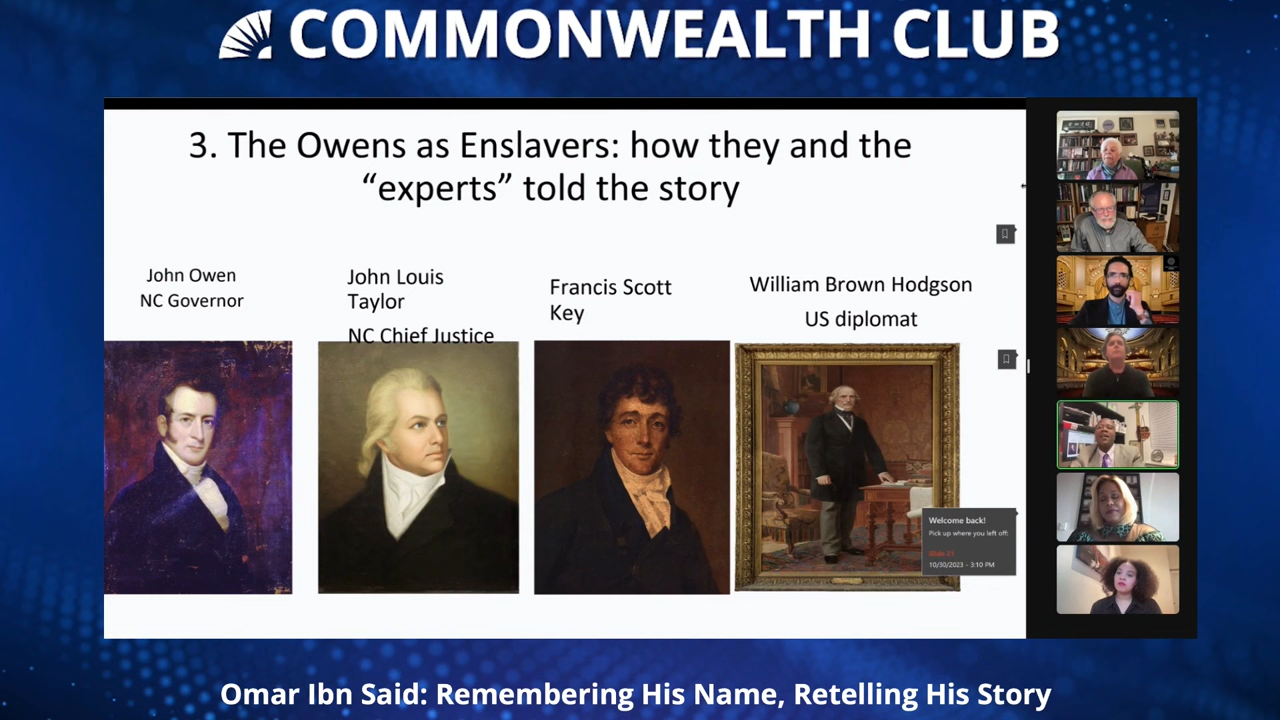 COMMONWEALTH CLUB
3. The Owens as Enslavers: how they and the
“experts” told the story
John Owen
NC Governor
John Louis
Taylor
NC Chief Justice
Francis Scott
Key
William Brown Hodgson
US diplomat
Welcome back!
Pick up where you left off:
Slide 21
10/30/2023 - 3:10 PM
Omar Ibn Said: Remembering His Name, Retelling His Story